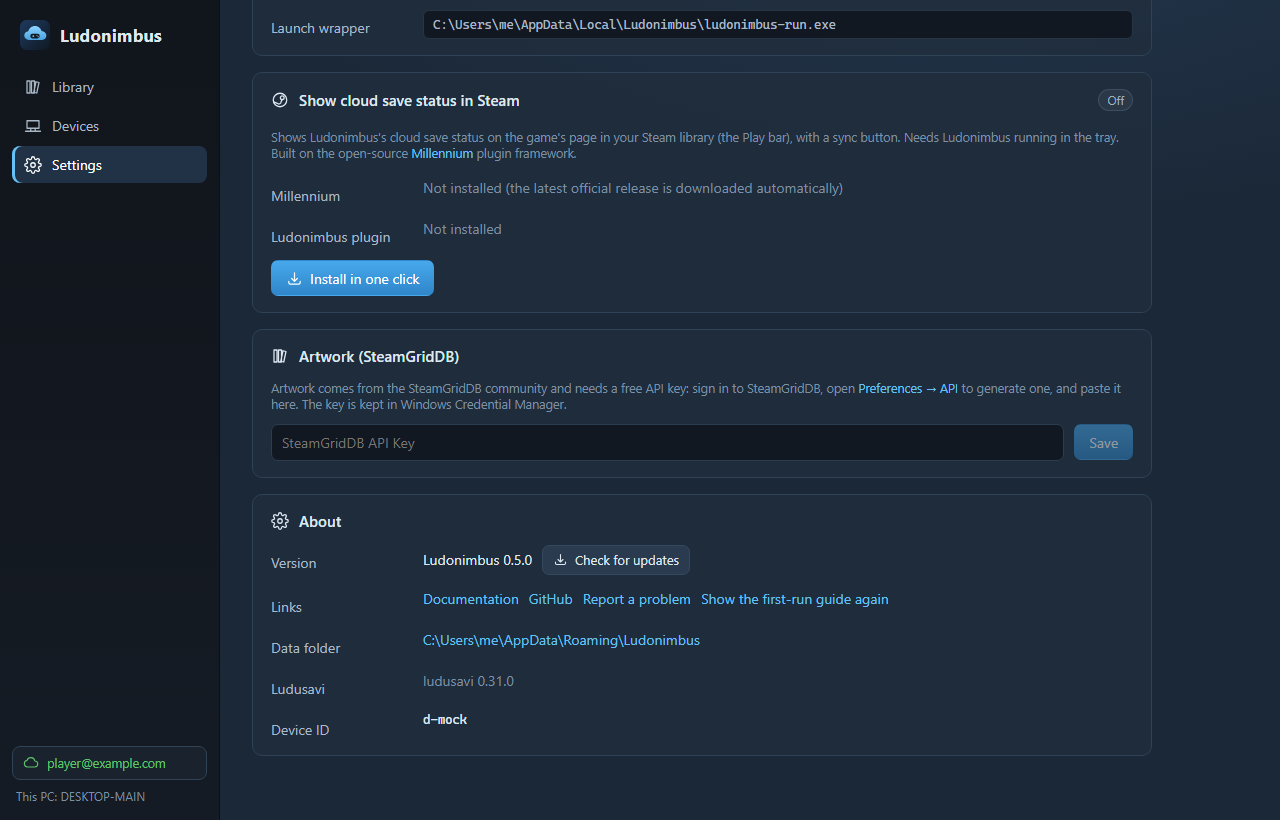 Ludonimbus
Library
Devices
Settings
player@example.com
This PC: DESKTOP-MAIN
Launch wrapper
C:\Users\me\AppData\Local\Ludonimbus\ludonimbus-run.exe
Show cloud save status in Steam
Off
Shows Ludonimbus's cloud save status on the game's page in your Steam library (the Play bar), with a sync button. Needs Ludonimbus running in the tray.
Built on the open-source Millennium plugin framework.
Millennium
Not installed (the latest official release is downloaded automatically)
Ludonimbus plugin
Not installed
Install in one click
Artwork (SteamGridDB)
Artwork comes from the SteamGridDB community and needs a free API key: sign in to SteamGridDB, open Preferences → API to generate one, and paste it
here. The key is kept in Windows Credential Manager.
SteamGridDB API Key
Save
About
Version
Ludonimbus 0.5.0
Check for updates
Links
Documentation GitHub Report a problem Show the first-run guide again
Data folder
C:\Users\me\AppData\Roaming\Ludonimbus
Ludusavi
ludusavi 0.31.0
Device ID
d-mock